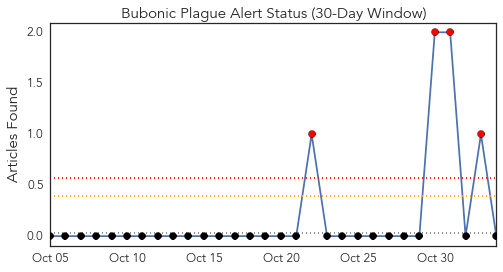 Bubonic Plague Alert Status (30-Day Window)
Articles Found
2.0
1.5
1.0
0.5
0.0
Oct 05 Oct 10 Oct 15 Oct 20 Oct 25 Oct 30